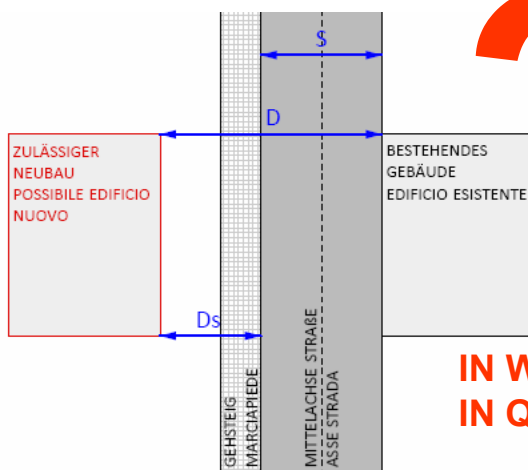 S
D
ZULÄSSIGER
NEUBAU
POSSIBILE EDIFICIO
NUOVO
BESTEHENDES
GEBÄUDE
EDIFICIO ESISTENTE
Ds
GEHSTEIG
MARCIAPIEDE
MITTELACHSE STRAßE
ASSE STRADA
IN W
IN Q